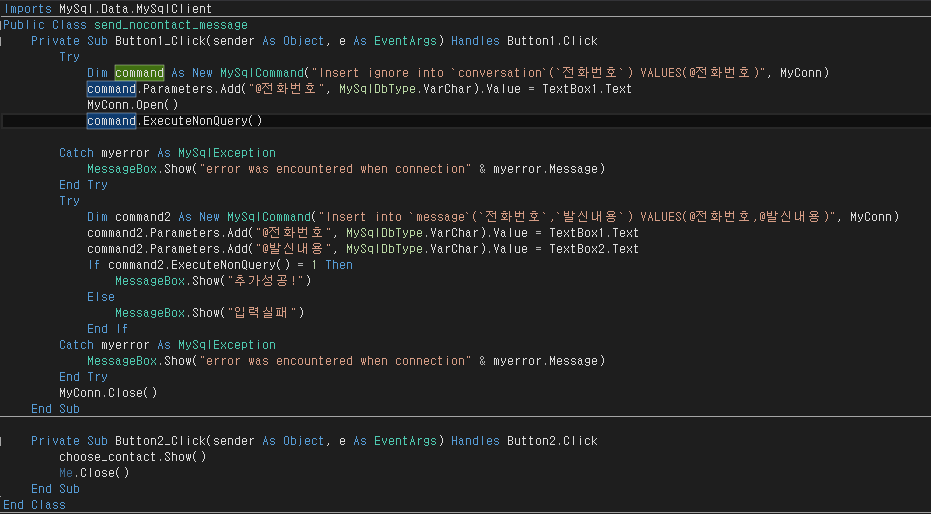 Imports MySql.Data.MySqlClient
Public Class send_nocontact_message
Private Sub Button1_Click(sender As Object, e As EventArgs) Handles Button1.Click
Try
Dim command As New MySqlCommand("Insert ignore into `conversation`(`전화번호`) VALUES(@전화번호)", MyConn)
command.Parameters.Add("@전화번호", MySqlDbType.VarChar).Value = TextBox1.Text
MyConn.Open()
command.ExecuteNonQuery()
Catch myerror As MySqlException
MessageBox.Show("error was encountered when connection" & myerror.Message)
End Try
Try
Dim command2 As New MySqlCommand("Insert into `message`(`전화번호`,`발신내용`) VALUES(@전화번호,@발신내용)", MyConn)
command2.Parameters.Add("@전화번호", MySqlDbType.VarChar).Value = TextBox1.Text
command2.Parameters.Add("@발신내용", MySqlDbType.VarChar).Value = TextBox2.Text
If command2.ExecuteNonQuery() = 1 Then
MessageBox.Show("추가성공!")
Else
MessageBox.Show("입력실패")
End If
Catch myerror As MySqlException
MessageBox.Show("error was encountered when connection" & myerror.Message)
End Try
MyConn.Close()
End Sub
Private Sub Button2_Click(sender As Object, e As EventArgs) Handles Button2.Click
choose_contact.Show()
Me.Close()
End Sub
End Class